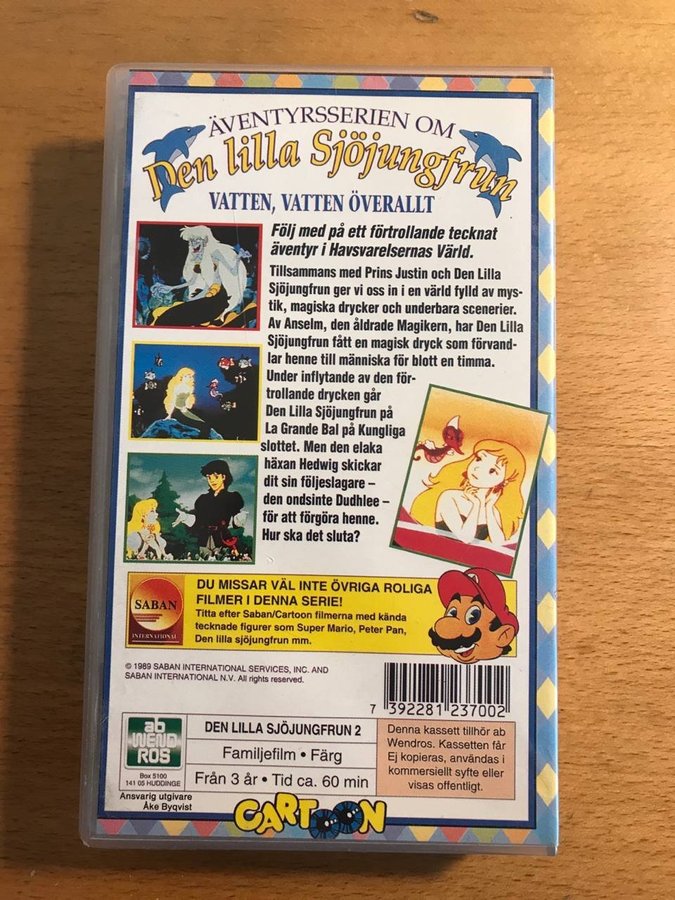 ÄVENTYRSSERIEN OM
Den lilla Sjöjungfrun
VATTEN, VATTEN ÖVERALLT
Följ med på ett förtrollande tecknat
äventyr i Havsvarelsernas Värld.
Tillsammans med Prins Justin och Den Lilla
Sjöjungfrun ger vi oss in i en värld fylld av mys-
tik, magiska drycker och underbara scenerier.
Av Anselm, den åldrade Magikern, har Den Lilla
Sjöjungfrun fått en magisk dryck som förvand-
lar henne till människa för blott en timma.
Under inflytande av den för-
trollande drycken går
Den Lilla Sjöjungfrun på
La Grande Bal på Kungliga
slottet. Men den elaka
häxan Hedwig skickar
dit sin följeslagare –
den ondsinte Dudhlee –
för att förgöra henne.
Hur ska det sluta?
SABAN
INTERNATIONAL
DU MISSAR VÄL INTE ÖVRIGA ROLIGA
FILMER I DENNA SERIE!
Titta efter Saban/Cartoon filmerna med kända
tecknade figurer som Super Mario, Peter Pan,
Den lilla sjöjungfrun mm.
© 1989 SABAN INTERNATIONAL SERVICES, INC. AND
SABAN INTERNATIONAL N.V. All rights reserved.
7 392281 237002
ab
WEND
ROS
Box 5100
141 05 HUDDINGE
Ansvarig utgivare
Åke Byqvist
DEN LILLA SJÖJUNGFRUN 2
Familjefilm • Färg
Från 3 år • Tid ca. 60 min
Denna kassett tillhör ab
Wendros. Kassetten får
Ej kopieras, användas i
kommersiellt syfte eller
visas offentligt.
CARTOON